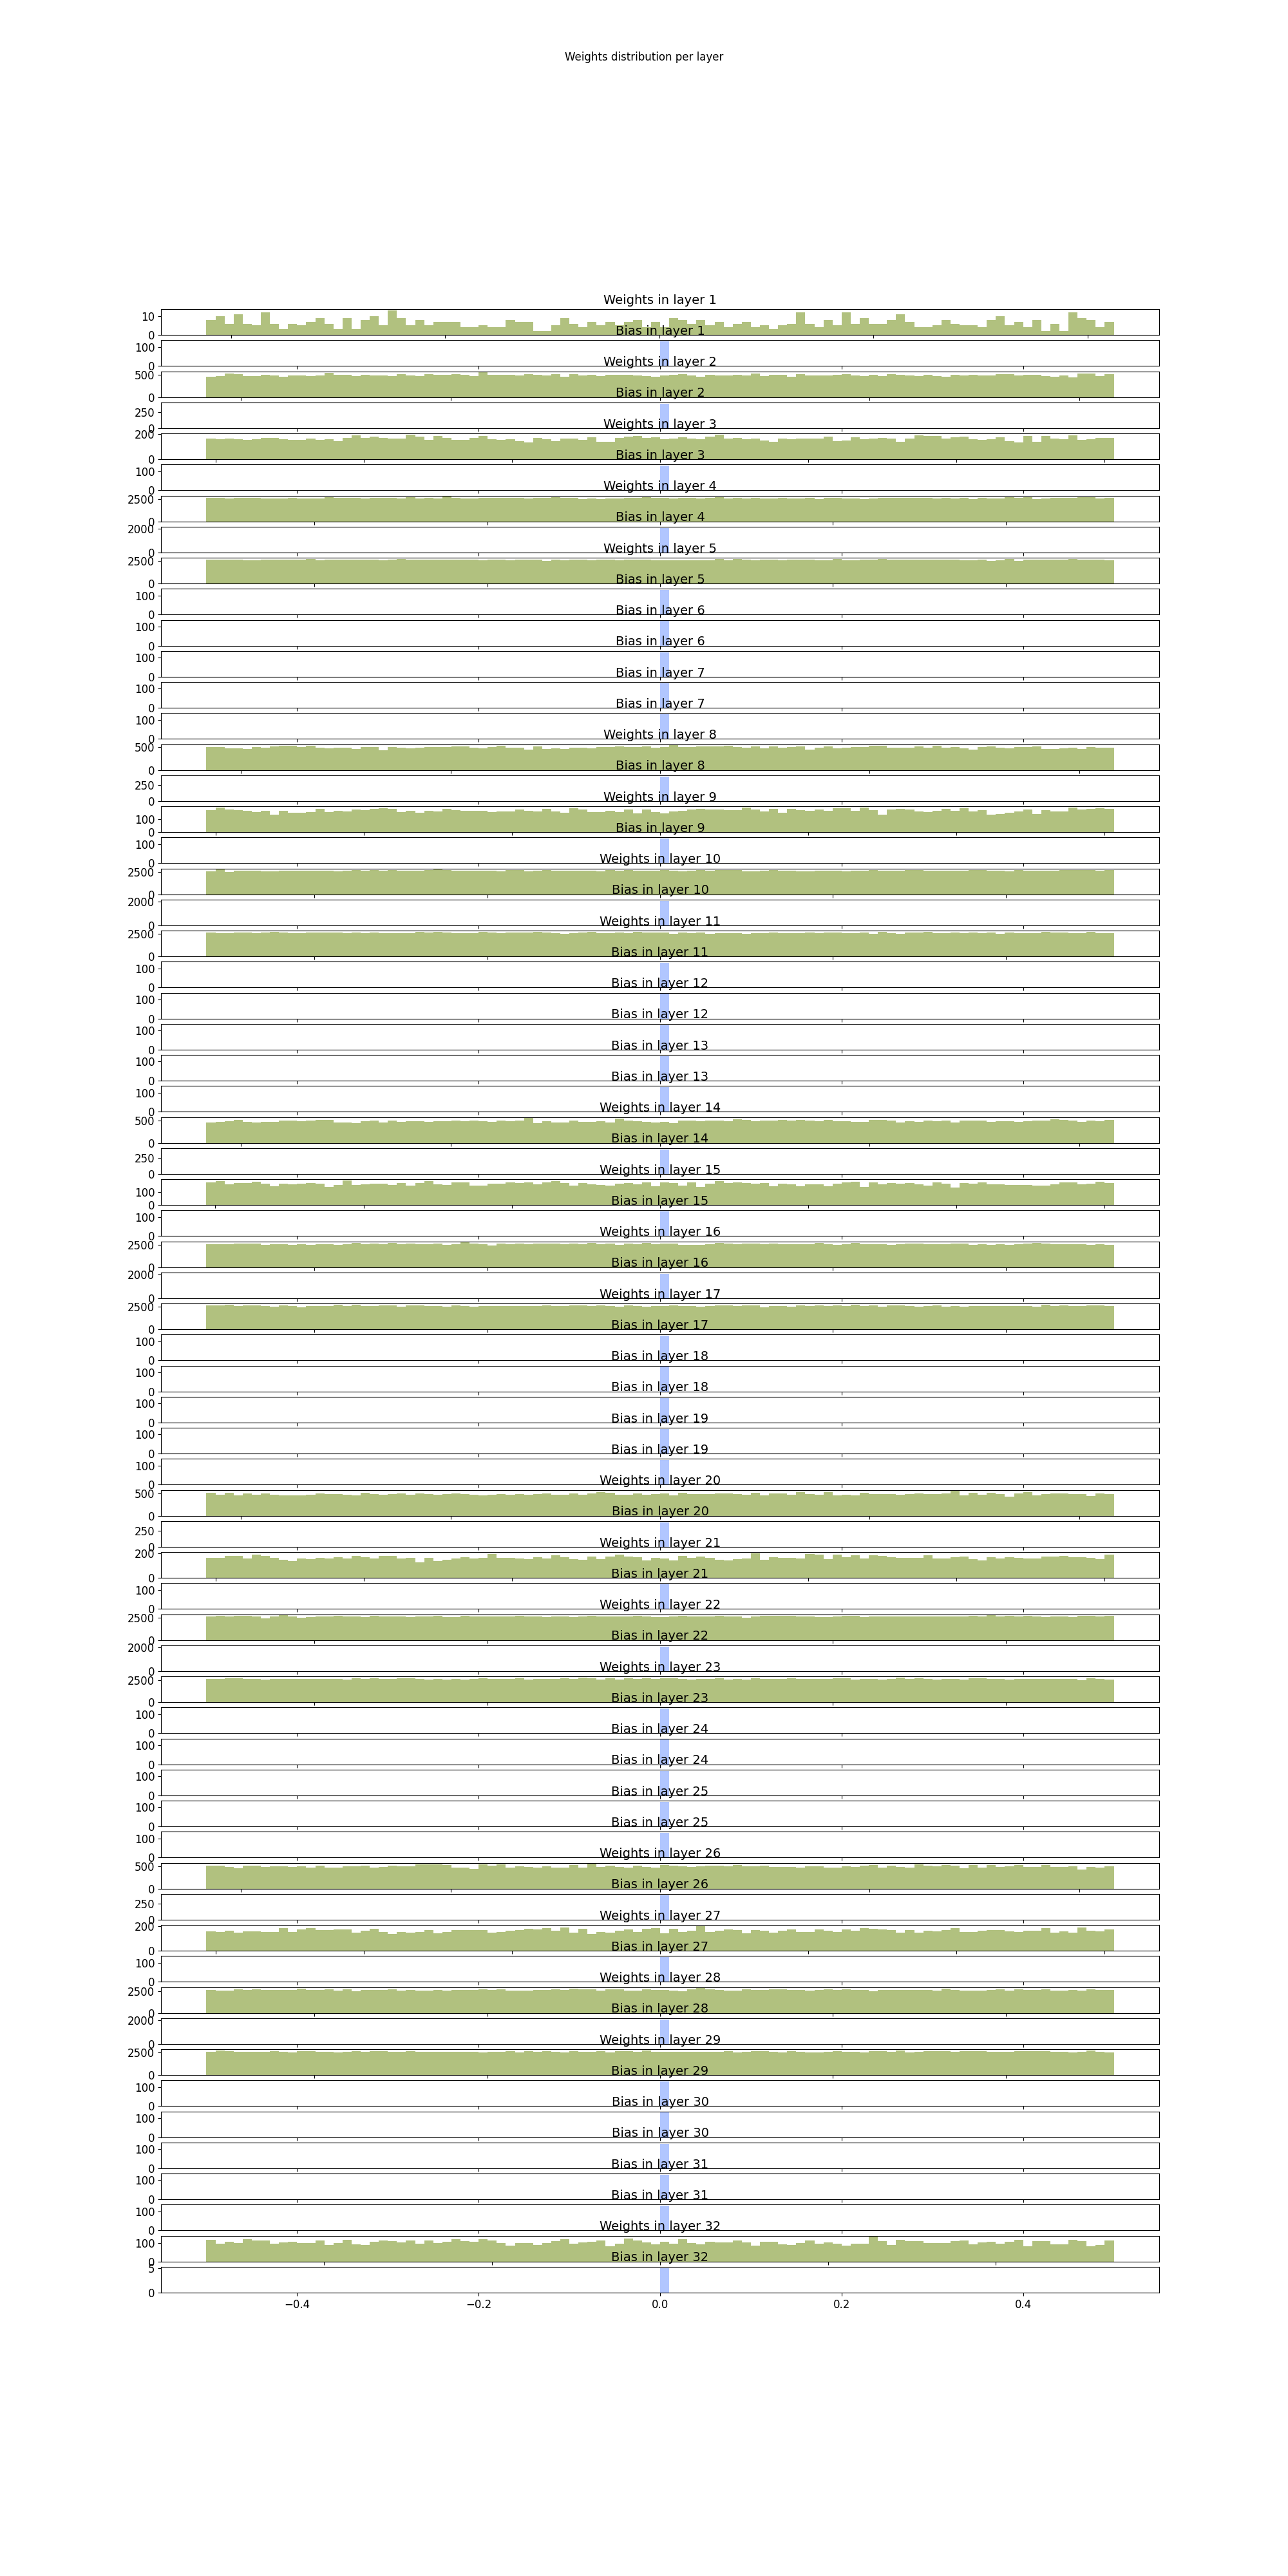 Weights distribution per layer
Weights in layer 1
10
0
Bias in layer 1
100
0
Weights in layer 2
500
0
Bias in layer 2
250
0
Weights in layer 3
200
0
Bias in layer 3
100
0
Weights in layer 4
2500
0
Bias in layer 4
2000
0
Weights in layer 5
2500
0
Bias in layer 5
100
0
Bias in layer 6
100
0
Bias in layer 6
100
0
Bias in layer 7
100
0
Bias in layer 7
100
0
Weights in layer 8
500
0
Bias in layer 8
250
0
Weights in layer 9
100
0
Bias in layer 9
100
0
Weights in layer 10
2500
0
Bias in layer 10
2000
0
Weights in layer 11
2500
0
Bias in layer 11
100
0
Bias in layer 12
100
0
Bias in layer 12
100
0
Bias in layer 13
100
0
Bias in layer 13
100
0
Weights in layer 14
500
0
Bias in layer 14
250
0
Weights in layer 15
100
0
Bias in layer 15
100
0
Weights in layer 16
2500
0
Bias in layer 16
2000
0
Weights in layer 17
2500
0
Bias in layer 17
100
0
Bias in layer 18
100
0
Bias in layer 18
100
0
Bias in layer 19
100
0
Bias in layer 19
100
0
Weights in layer 20
500
0
Bias in layer 20
250
0
Weights in layer 21
200
0
Bias in layer 21
100
0
Weights in layer 22
2500
0
Bias in layer 22
2000
0
Weights in layer 23
2500
0
Bias in layer 23
100
0
Bias in layer 24
100
0
Bias in layer 24
100
0
Bias in layer 25
100
0
Bias in layer 25
100
0
Weights in layer 26
500
0
Bias in layer 26
250
0
Weights in layer 27
200
0
Bias in layer 27
100
0
Weights in layer 28
2500
0
Bias in layer 28
2000
0
Weights in layer 29
2500
0
Bias in layer 29
100
0
Bias in layer 30
100
0
Bias in layer 30
100
0
Bias in layer 31
100
0
Bias in layer 31
100
0
Weights in layer 32
100
0
Bias in layer 32
5
0
−0.4 −0.2 0.0 0.2 0.4